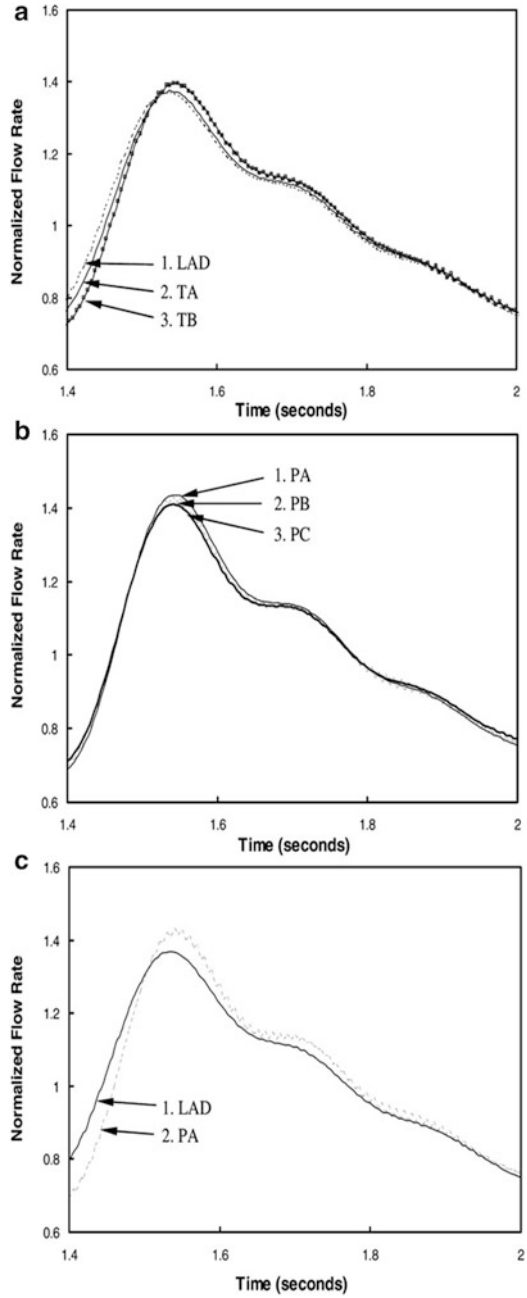 a
Normalized Flow Rate
1.6
1.4
1.2
1
0.8
0.6
1. LAD
2. TA
3. TB
1.4
1.6
1.8
2
Time (seconds)
b
Normalized Flow Rate
1.6
1.4
1.2
1
0.8
0.6
1. PA
2. PB
3. PC
1.4
1.6
1.8
2
Time (seconds)
c
Normalized Flow Rate
1.6
1.4
1.2
1
0.8
0.6
1. LAD
2. PA
1.4
1.6
1.8
2
Time (seconds)